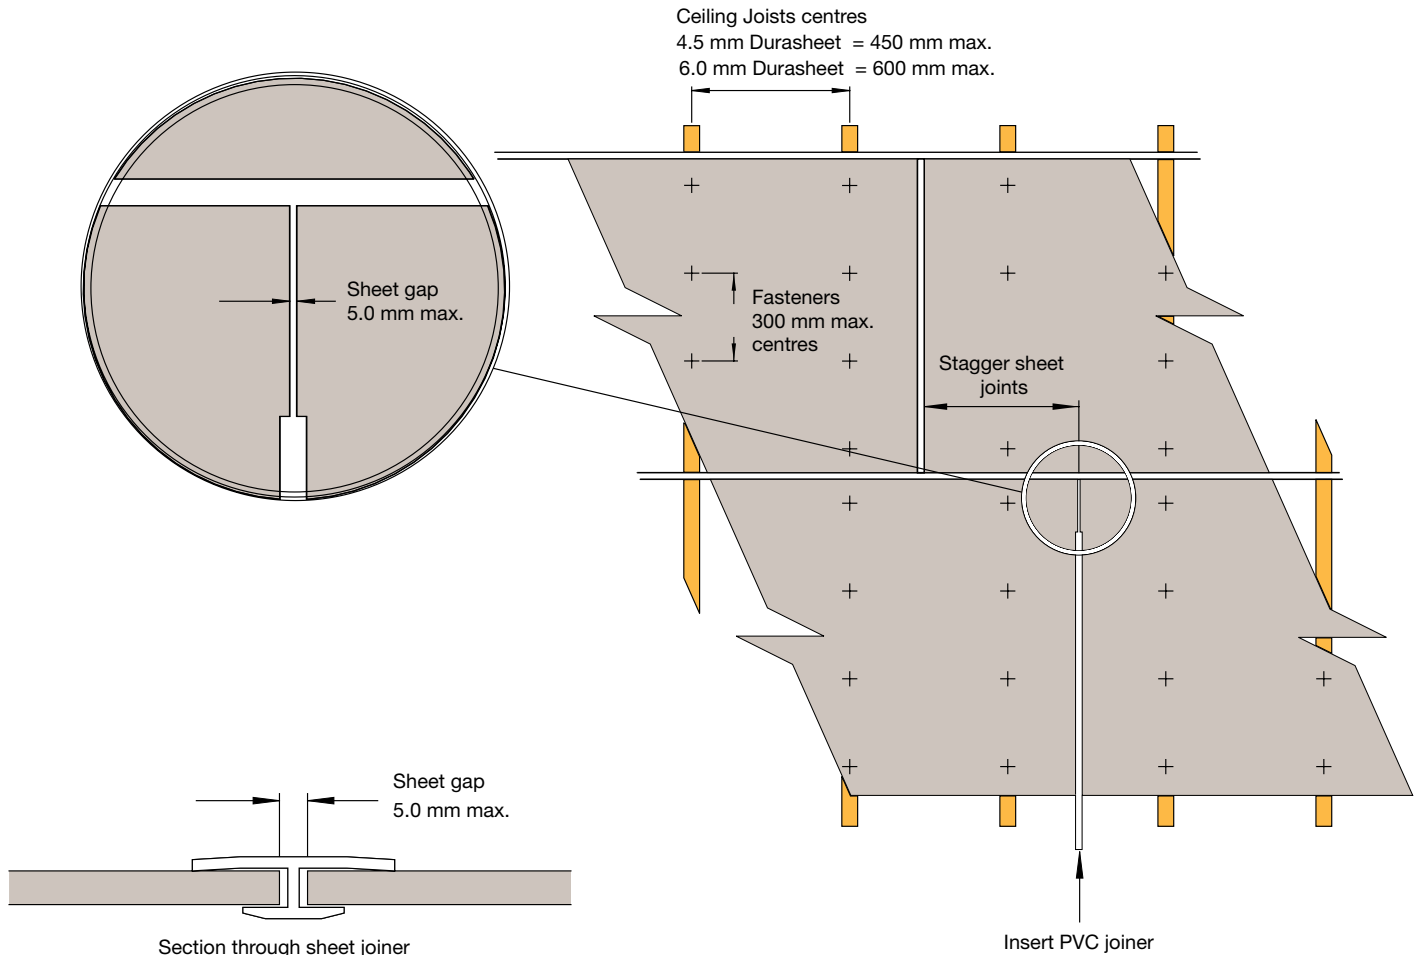 Ceiling Joists centres
4.5 mm Durasheet = 450 mm max.
6.0 mm Durasheet = 600 mm max.
Sheet gap
5.0 mm max.
Fasteners
300 mm max.
centres
Stagger sheet
joints
Sheet gap
5.0 mm max.
Section through sheet joiner
Insert PVC joiner